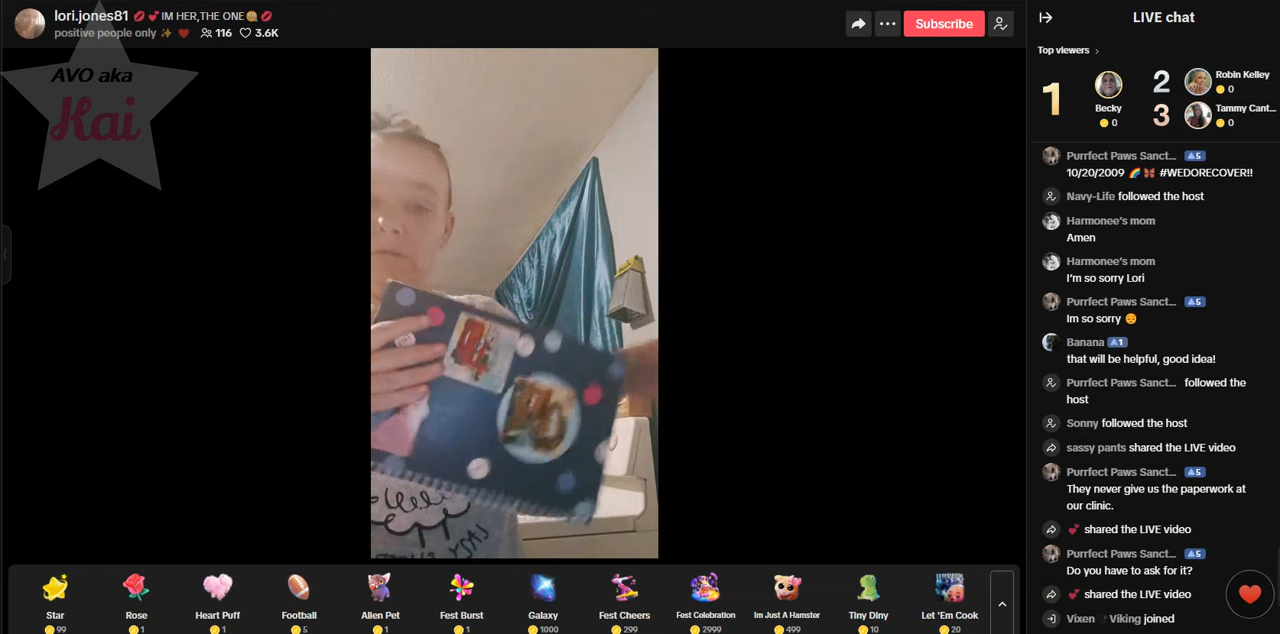 lori.jones81 💋💕IM HER,THE ONE🤗💋
positive people only ✨ ❤️ 116 3.6K
Subscribe
AVO aka
Kai
LIVE chat
Top viewers >
1 Becky 0
2 Robin Kelley 0
3 Tammy Cant... 0
Purrfect Paws Sanct... 5
10/20/2009 🌈 🦋 #WEDORECOVER!!
Navy-Life followed the host
Harmonee's mom
Amen
Harmonee's mom
I'm so sorry Lori
Purrfect Paws Sanct... 5
Im so sorry 😔
Banana 1
that will be helpful, good idea!
Purrfect Paws Sanct... followed the
host
Sonny followed the host
sassy pants shared the LIVE video
Purrfect Paws Sanct... 5
They never give us the paperwork at
our clinic.
💕 shared the LIVE video
Purrfect Paws Sanct... 5
Do you have to ask for it?
💕 shared the LIVE video
Vixen Viking joined
Star
99
Rose
1
Heart Puff
1
Football
5
Alien Pet
1
Fest Burst
1
Galaxy
1000
Fest Cheers
299
Fest Celebration
2999
Im Just A Hamster
499
Tiny Diny
10
Let 'Em Cook
20